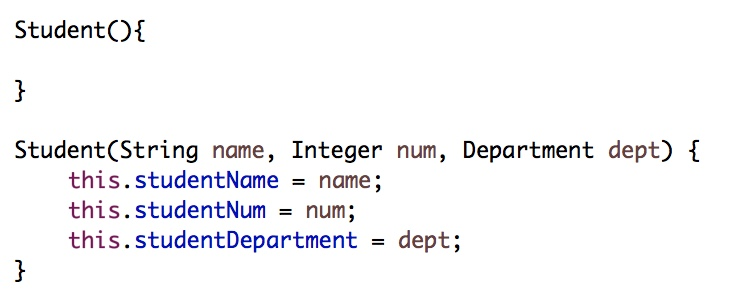 Student(){
}
Student(String name, Integer num, Department dept) {
    this.studentName = name;
    this.studentNum = num;
    this.studentDepartment = dept;
}